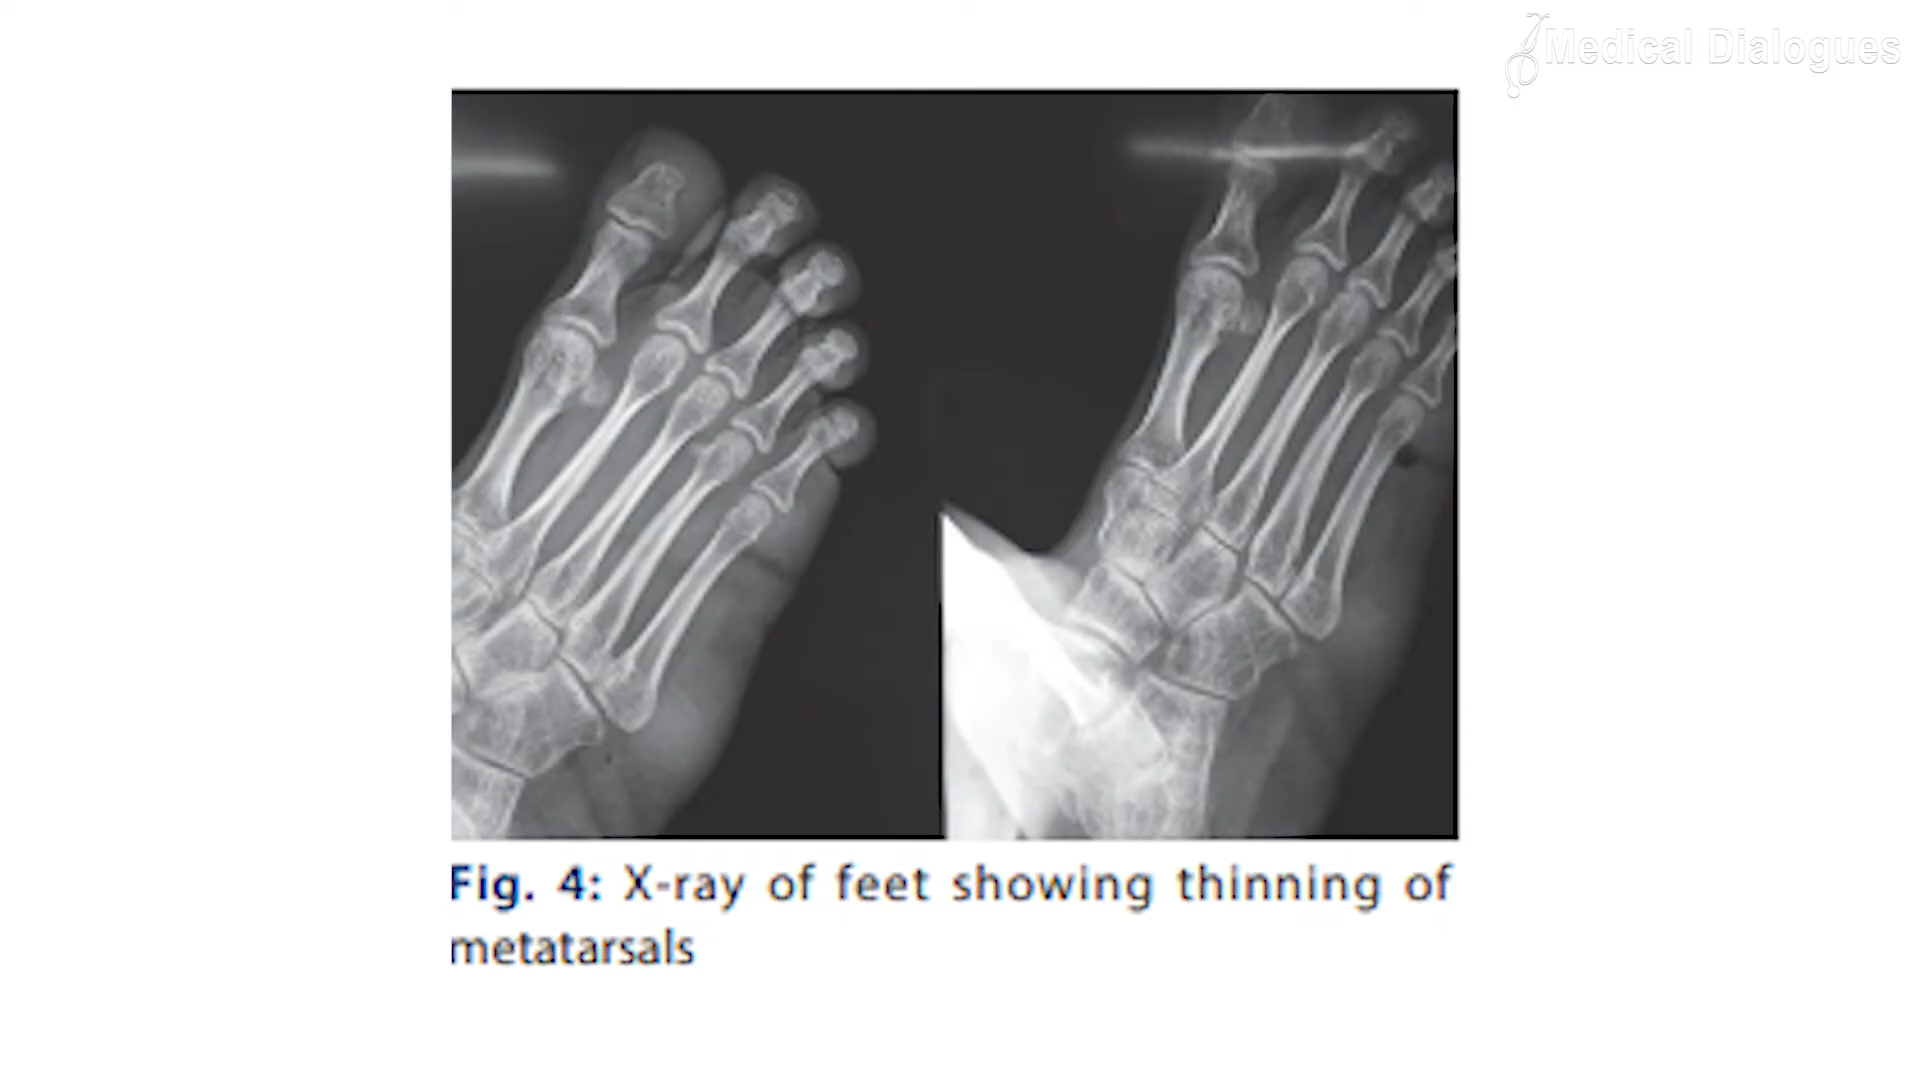 Medical Dialogues
Fig. 4: X-ray of feet showing thinning of
metatarsals